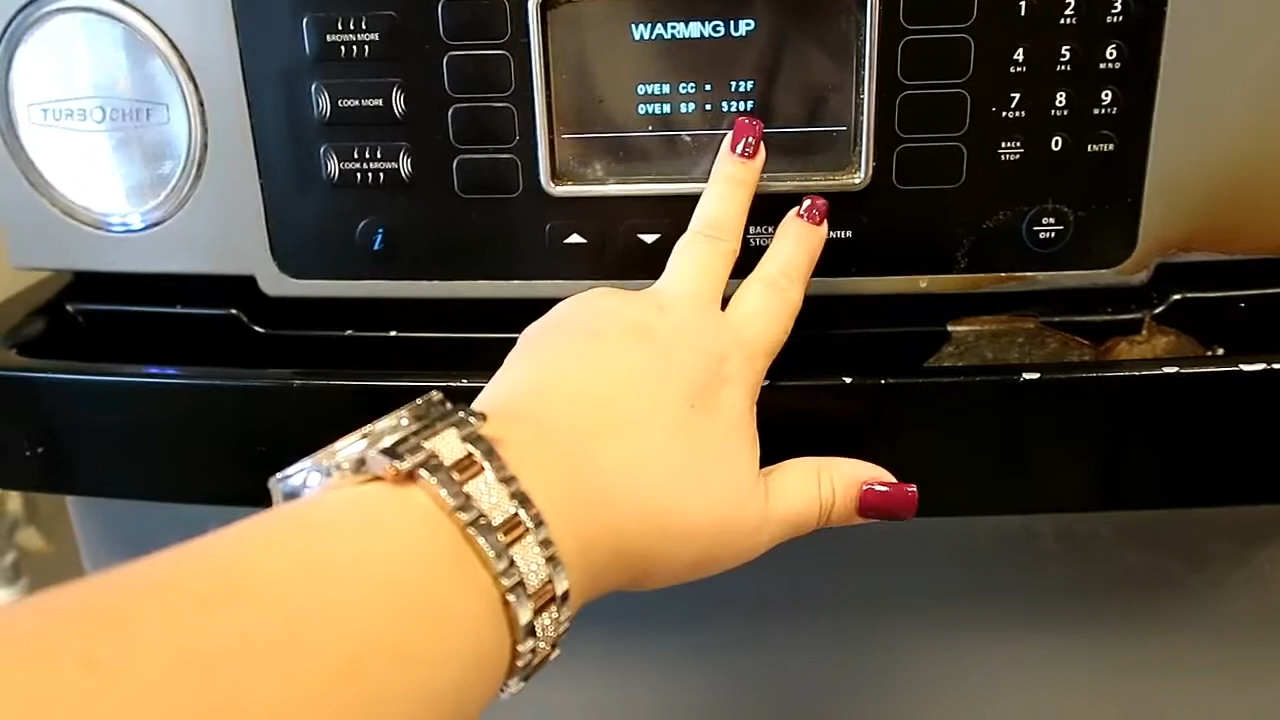 TURBOCHEF
BROWN MORE
COOK MORE
COOK & BROWN
i
WARMING UP
OVEN CC = 72F
OVEN SP = 520F
BACK
STOP
ENTER
1
2
ABC
3
DEF
4
GHI
5
JKL
6
MNO
7
PQRS
8
TUV
9
WXYZ
BACK
STOP
0
ENTER
ON
OFF